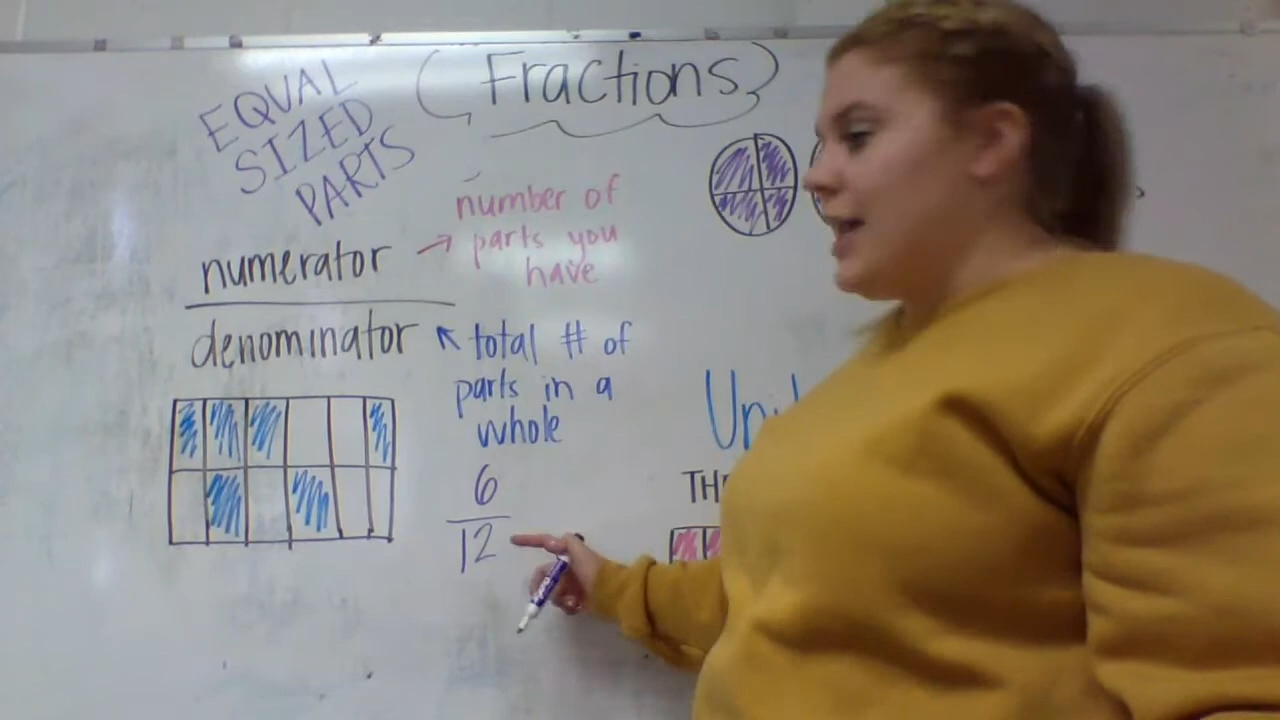 EQUAL
SIZED
PARTS
Fractions
number of
parts you
have
numerator
denominator
total # of
parts in a
whole
6
12